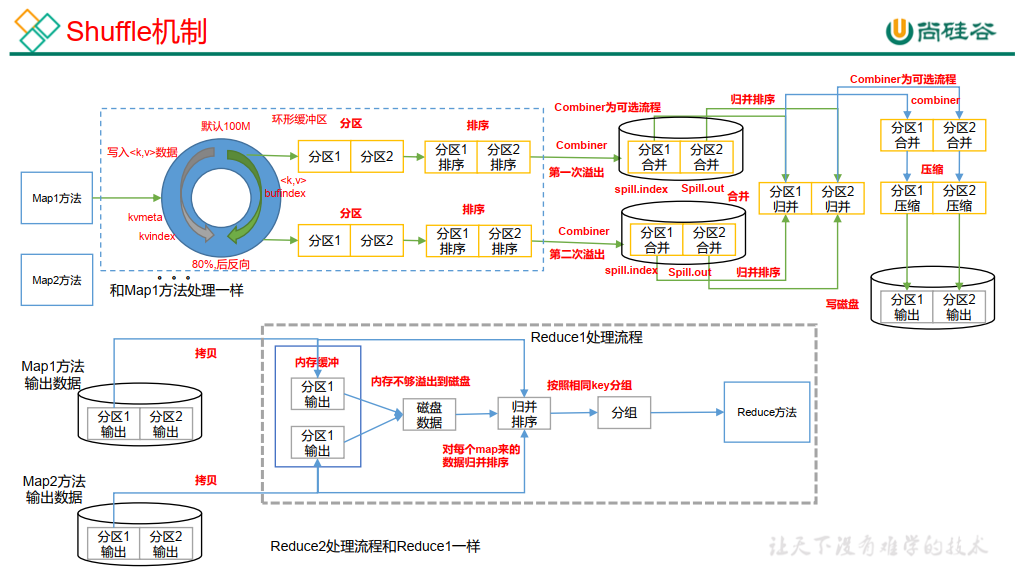 Shuffle机制
尚硅谷
Combiner为可选流程
Combiner为可选流程
归并排序
combiner
默认100M
环形缓冲区
分区
排序
写入<k,v>数据
分区1
分区2
分区1
排序
分区2
排序
Combiner
第一次溢出
分区1
合并
分区2
合并
spill.index
Spill.out
分区1
合并
分区2
合并
压缩
Map1方法
<k,v>
bufindex
kvmeta
kvindex
合并
分区1
归并
分区2
归并
分区1
压缩
分区2
压缩
分区
排序
分区1
分区2
分区1
排序
分区2
排序
Combiner
第二次溢出
分区1
合并
分区2
合并
spill.index
Spill.out
归并排序
80%,后反向
Map2方法
。。。
和Map1方法处理一样
写磁盘
分区1
输出
分区2
输出
Reduce1处理流程
Map1方法
输出数据
拷贝
内存缓冲
分区1
输出
内存不够溢出到磁盘
按照相同key分组
分区1
输出
分区2
输出
磁盘
数据
归并
排序
分组
Reduce方法
分区1
输出
对每个map来的
数据归并排序
Map2方法
输出数据
拷贝
分区1
输出
分区2
输出
Reduce2处理流程和Reduce1一样
让天下没有难学的技术